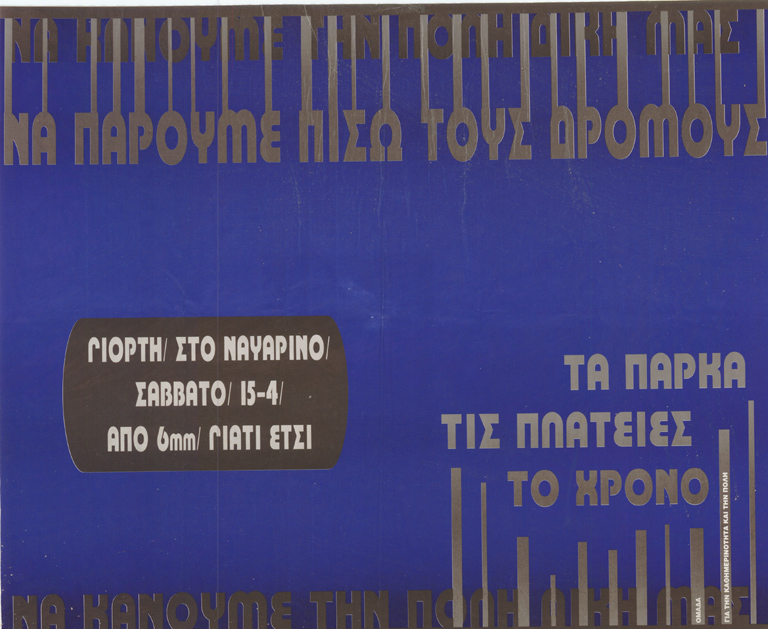 ΝΑ ΚΑΝΟΥΜΕ ΤΗΝ ΠΟΛΗ ΔΙΚΗ ΜΑΣ
ΝΑ ΠΑΡΟΥΜΕ ΠΙΣΩ ΤΟΥΣ ΔΡΟΜΟΥΣ
ΓΙΟΡΤΗ/ ΣΤΟ ΝΑΥΑΡΙΝΟ/
ΣΑΒΒΑΤΟ/ 15-4/
ΑΠΟ 6μμ/ ΓΙΑΤΙ ΕΤΣΙ
ΤΑ ΠΑΡΚΑ
ΤΙΣ ΠΛΑΤΕΙΕΣ
ΤΟ ΧΡΟΝΟ
ΟΜΑΔΑ
ΓΙΑ ΤΗΝ ΚΑΘΗΜΕΡΙΝΟΤΗΤΑ ΚΑΙ ΤΗΝ ΠΟΛΗ
ΝΑ ΚΑΝΟΥΜΕ ΤΗΝ ΠΟΛΗ ΔΙΚΗ ΜΑΣ